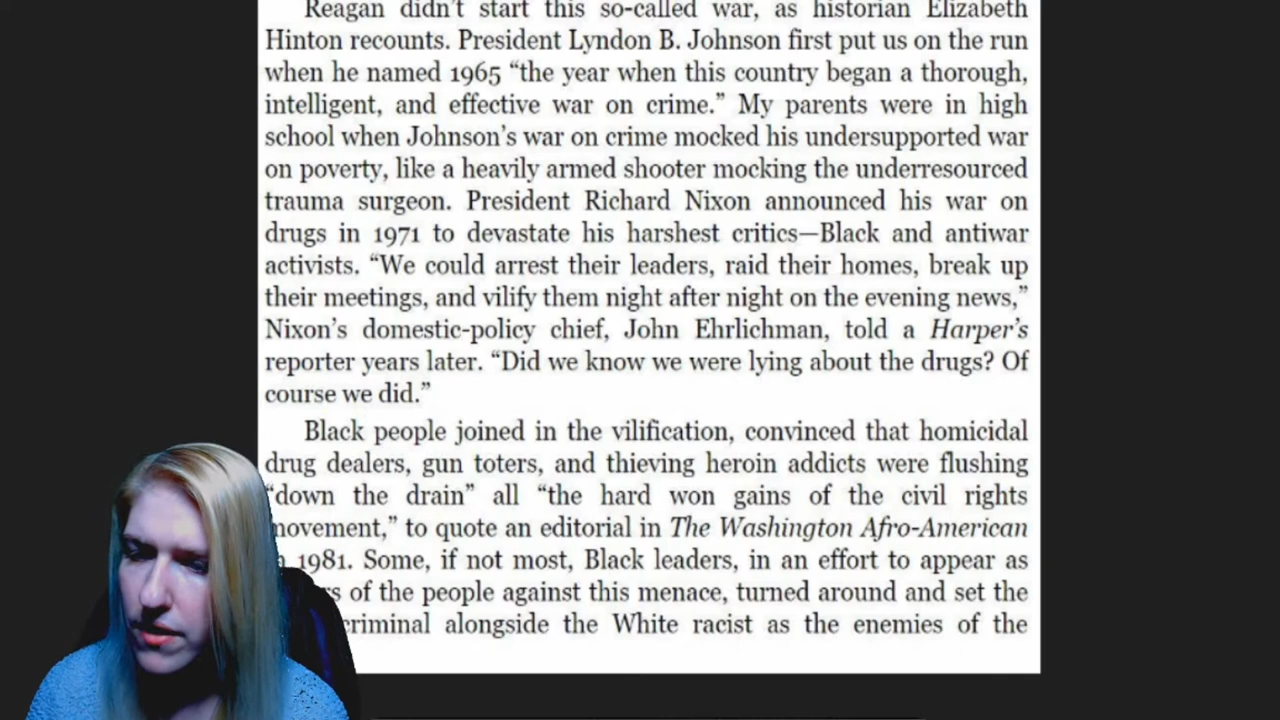 Reagan didn't start this so-called war, as historian Elizabeth
Hinton recounts. President Lyndon B. Johnson first put us on the run
when he named 1965 “the year when this country began a thorough,
intelligent, and effective war on crime.” My parents were in high
school when Johnson's war on crime mocked his undersupported war
on poverty, like a heavily armed shooter mocking the underresourced
trauma surgeon. President Richard Nixon announced his war on
drugs in 1971 to devastate his harshest critics—Black and antiwar
activists. “We could arrest their leaders, raid their homes, break up
their meetings, and vilify them night after night on the evening news,”
Nixon's domestic-policy chief, John Ehrlichman, told a Harper's
reporter years later. “Did we know we were lying about the drugs? Of
course we did.”
Black people joined in the vilification, convinced that homicidal
drug dealers, gun toters, and thieving heroin addicts were flushing
“down the drain” all “the hard won gains of the civil rights
movement,” to quote an editorial in The Washington Afro-American
1981. Some, if not most, Black leaders, in an effort to appear as
of the people against this menace, turned around and set the
criminal alongside the White racist as the enemies of the